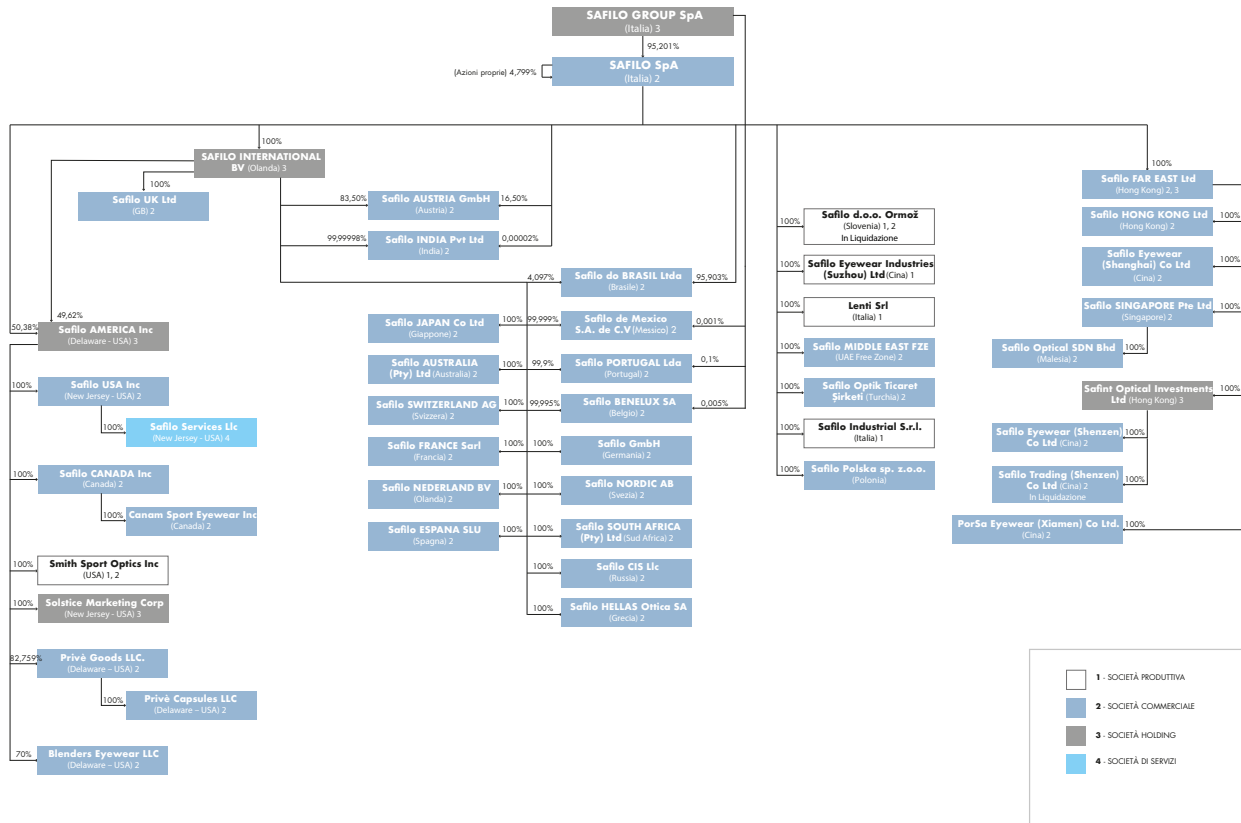 SAFILO GROUP SpA
(Italia) 3
95,201%
(Azioni proprie) 4,799%
SAFILO SpA
(Italia) 2
100%
SAFILO INTERNATIONAL
BV (Olanda) 3
100%
Safilo UK Ltd
(GB) 2
83,50%
Safilo AUSTRIA GmbH
(Austria) 2
16,50%
99,99998%
Safilo INDIA Pvt Ltd
(India) 2
0,00002%
4,097%
Safilo do BRASIL Ltda
(Brasile) 2
95,903%
49,62%
50,38%
Safilo AMERICA Inc
(Delaware - USA) 3
100%
Safilo USA Inc
(New Jersey - USA) 2
100%
Safilo Services Llc
(New Jersey - USA) 4
100%
Safilo CANADA Inc
(Canada) 2
100%
Canam Sport Eyewear Inc
(Canada) 2
100%
Smith Sport Optics Inc
(USA) 1, 2
100%
Solstice Marketing Corp
(New Jersey - USA) 3
82,759%
Privè Goods LLC.
(Delaware – USA) 2
100%
Privè Capsules LLC
(Delaware – USA) 2
70%
Blenders Eyewear LLC
(Delaware – USA) 2
Safilo JAPAN Co Ltd
(Giappone) 2
100%
99,999%
Safilo de Mexico
S.A. de C.V (Messico] 2
0,001%
Safilo AUSTRALIA
(Pty) Ltd (Australia) 2
100%
99,9%
Safilo PORTUGAL Lda
(Portugal) 2
0,1%
Safilo SWITZERLAND AG
(Svizzera) 2
100%
99,995%
Safilo BENELUX SA
(Belgio) 2
0,005%
Safilo FRANCE Sarl
(Francia) 2
100%
100%
Safilo GmbH
(Germania) 2
Safilo NEDERLAND BV
(Olanda) 2
100%
100%
Safilo NORDIC AB
(Svezia) 2
Safilo ESPANA SLU
(Spagna) 2
100%
100%
Safilo SOUTH AFRICA
(Pty) Ltd (Sud Africa) 2
100%
Safilo CIS Llc
(Russia) 2
100%
Safilo HELLAS Ottica SA
(Grecia) 2
100%
Safilo d.o.o. Ormož
(Slovenia) 1, 2
In Liquidazione
100%
Safilo Eyewear Industries
(Suzhou) Ltd (Cina) 1
100%
Lenti Srl
(Italia) 1
100%
Safilo MIDDLE EAST FZE
(UAE Free Zone) 2
100%
Safilo Optik Ticaret
Şirketi (Turchia) 2
100%
Safilo Industrial S.r.l.
(Italia) 1
100%
Safilo Polska sp. z.o.o.
(Polonia)
100%
Safilo FAR EAST Ltd
(Hong Kong) 2, 3
Safilo HONG KONG Ltd
(Hong Kong) 2
100%
Safilo Eyewear
(Shanghai) Co Ltd
(Cina) 2
100%
Safilo SINGAPORE Pte Ltd
(Singapore) 2
100%
Safilo Optical SDN Bhd
(Malesia) 2
100%
Safint Optical Investments
Ltd (Hong Kong) 3
100%
Safilo Eyewear (Shenzen)
Co Ltd (Cina) 2
100%
Safilo Trading (Shenzen)
Co Ltd (Cina) 2
In Liquidazione
100%
PorSa Eyewear (Xiamen) Co Ltd.
(Cina) 2
100%
1 - SOCIETÀ PRODUTTIVA
2 - SOCIETÀ COMMERCIALE
3 - SOCIETÀ HOLDING
4 - SOCIETÀ DI SERVIZI